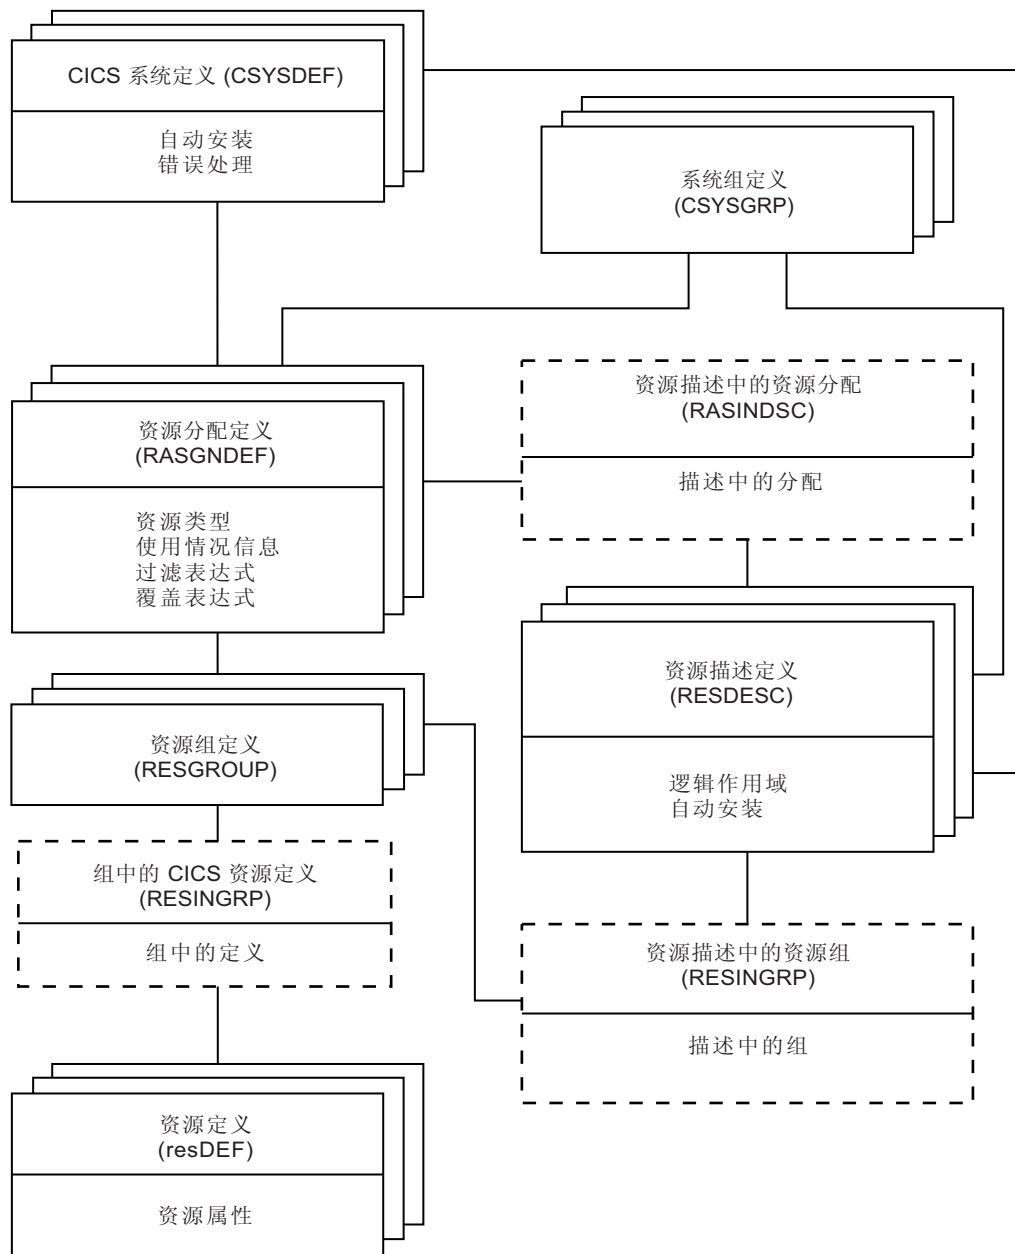 CICS 系统定义 (CSYSDEF)
自动安装
错误处理
系统组定义
(CSYSGRP)
资源分配定义
(RASGNDEF)
资源类型
使用情况信息
过滤表达式
覆盖表达式
资源描述中的资源分配
(RASINDSC)
描述中的分配
资源描述定义
(RESDESC)
逻辑作用域
自动安装
资源组定义
(RESGROUP)
组中的 CICS 资源定义
(RESINGRP)
组中的定义
资源描述中的资源组
(RESINGRP)
描述中的组
资源定义
(resDEF)
资源属性